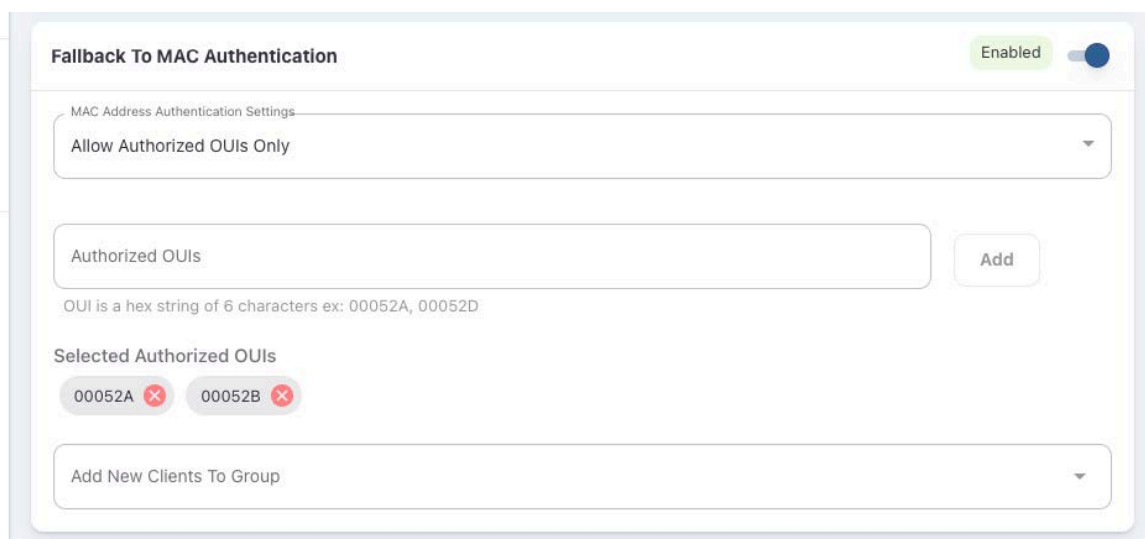 Fallback To MAC Authentication
Enabled
MAC Address Authentication Settings
Allow Authorized OUIs Only
Authorized OUIs
Add
OUI is a hex string of 6 characters ex: 00052A, 00052D
Selected Authorized OUIs
00052A 00052B
Add New Clients To Group